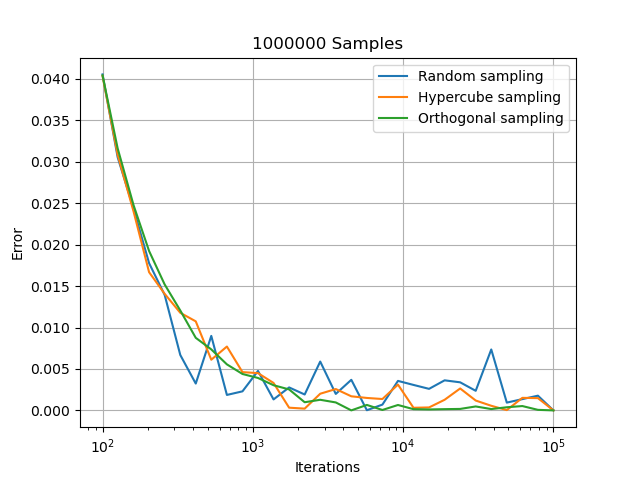 1000000 Samples
Random sampling
Hypercube sampling
Orthogonal sampling
Error
0.040
0.035
0.030
0.025
0.020
0.015
0.010
0.005
0.000
10²
10³
10⁴
10⁵
Iterations